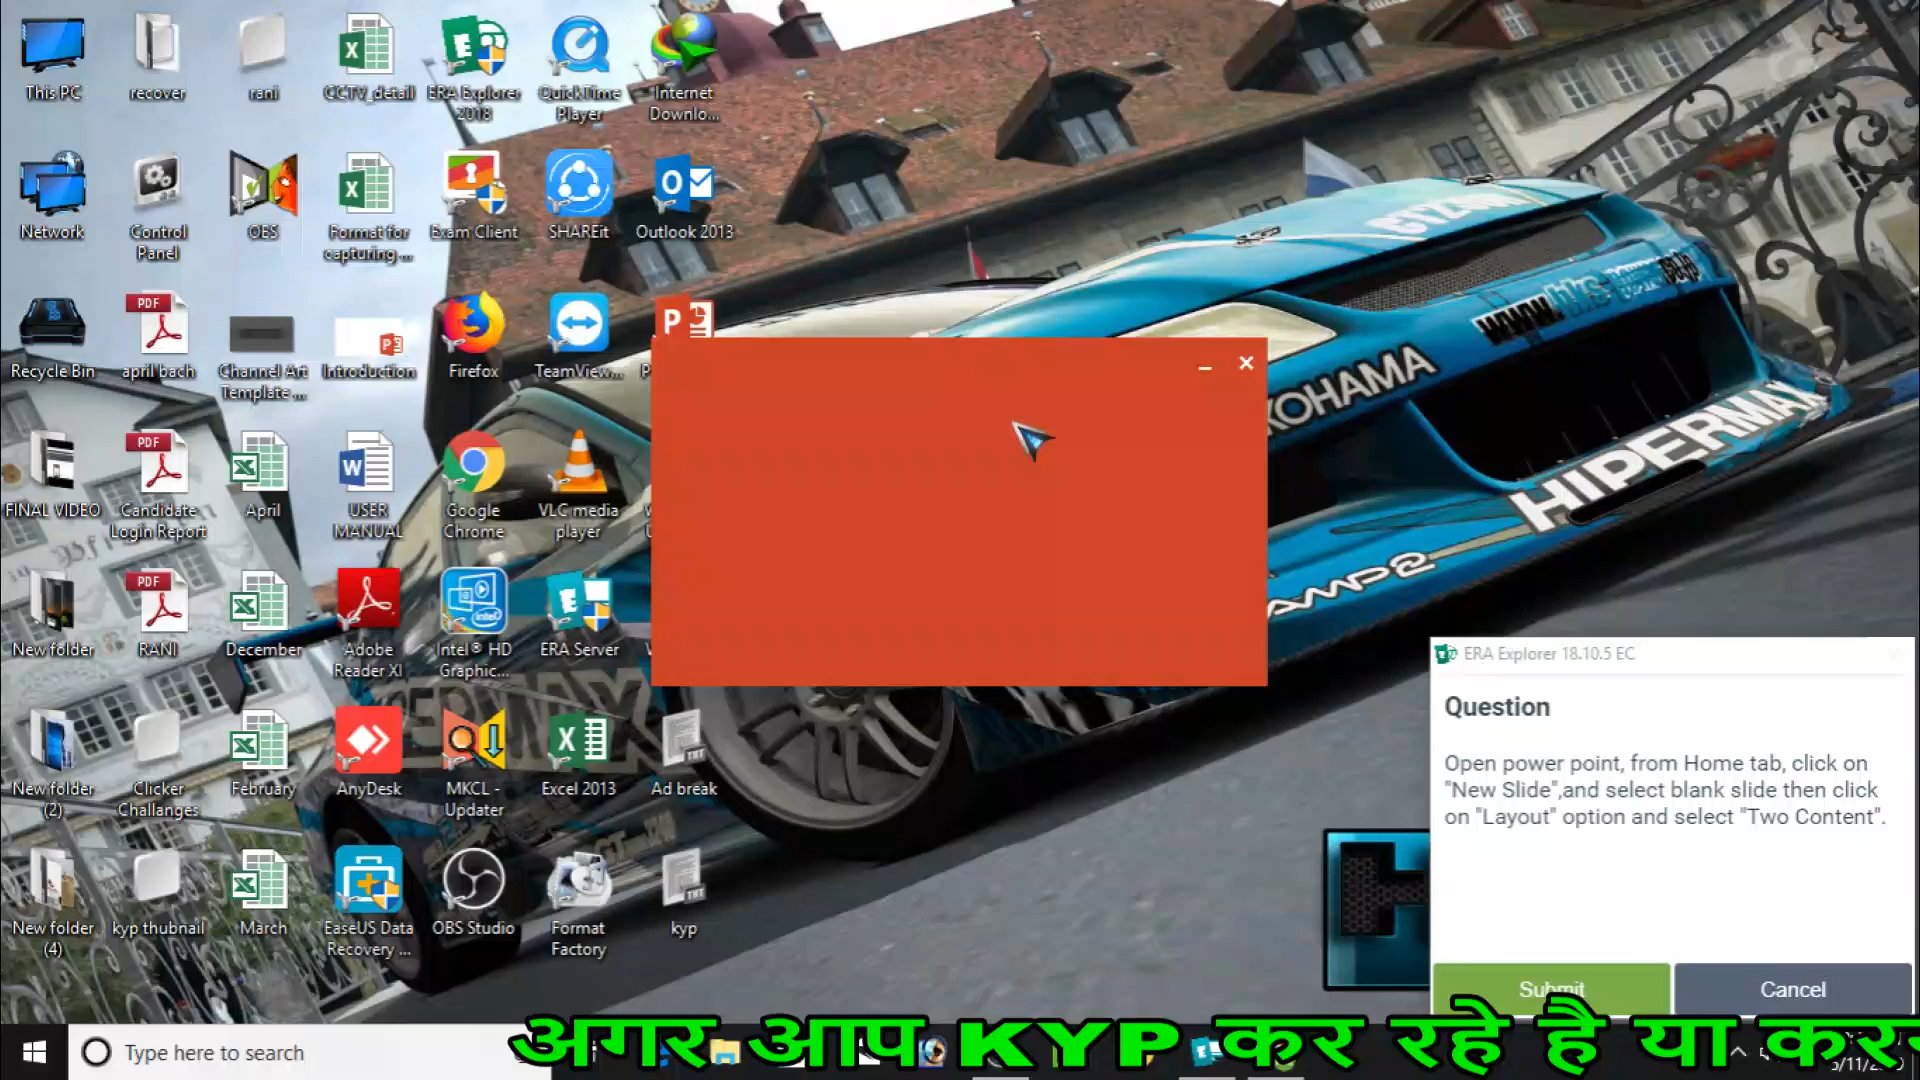 This PC
recover
rani
CCTV_detail
ERA Explorer
2018
QuickTime
Player
Internet
Downlo...
Network
Control
Panel
OBS
Format for
capturing ...
Exam Client
SHAREit
Outlook 2013
Recycle Bin
april bach
Channel Art
Template ...
Introduction
Firefox
TeamView...
FINAL VIDEO
Candidate
Login Report
April
USER
MANUAL
Google
Chrome
VLC media
player
New folder
RANI
December
Adobe
Reader XI
Intel® HD
Graphic...
ERA Server
New folder
(2)
Clicker
Challanges
February
AnyDesk
MKCL -
Updater
Excel 2013
Ad break
New folder
(4)
kyp thubnail
March
EaseUS Data
Recovery ...
OBS Studio
Format
Factory
kyp
YOKOHAMA
HIPERMAX
ERA Explorer 18.10.5 EC
Question
Open power point, from Home tab, click on
"New Slide",and select blank slide then click
on "Layout" option and select "Two Content".
Submit
Cancel
Type here to search
अगर आप KYP कर रहे है या